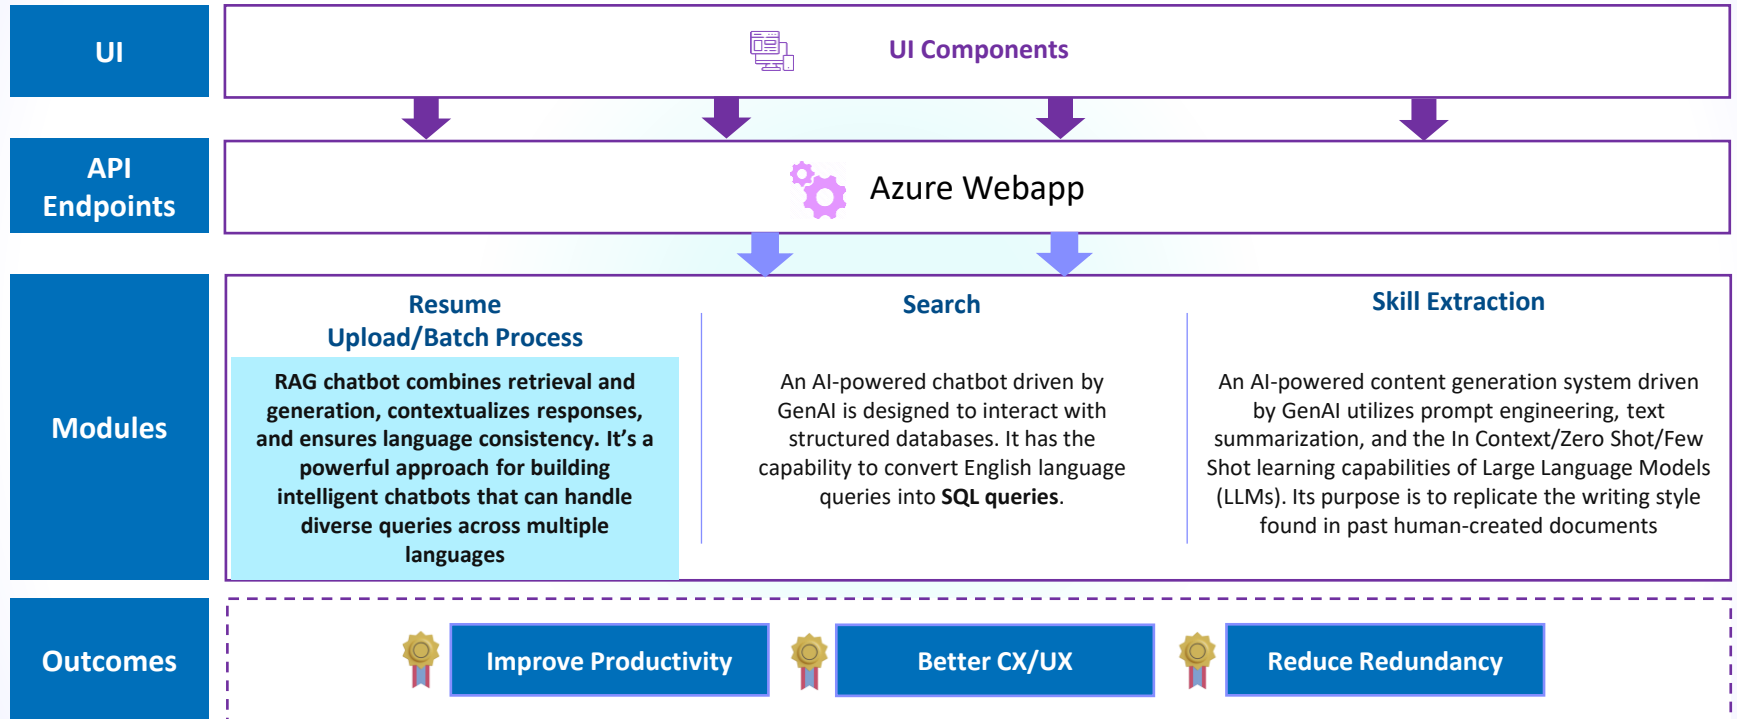 UI
UI Components
API
Endpoints
Azure Webapp
Modules
Resume
Upload/Batch Process
RAG chatbot combines retrieval and
generation, contextualizes responses,
and ensures language consistency. It’s a
powerful approach for building
intelligent chatbots that can handle
diverse queries across multiple
languages
Search
An AI-powered chatbot driven by
GenAI is designed to interact with
structured databases. It has the
capability to convert English language
queries into SQL queries.
Skill Extraction
An AI-powered content generation system driven
by GenAI utilizes prompt engineering, text
summarization, and the In Context/Zero Shot/Few
Shot learning capabilities of Large Language Models
(LLMs). Its purpose is to replicate the writing style
found in past human-created documents
Outcomes
Improve Productivity
Better CX/UX
Reduce Redundancy